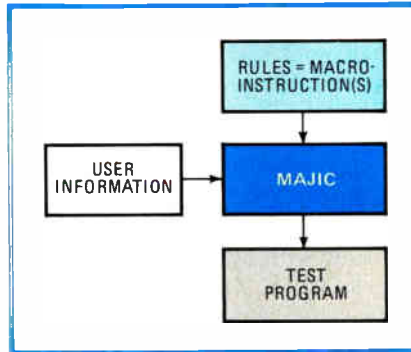 RULES = MACRO-
INSTRUCTION(S)
USER
INFORMATION
MAJIC
TEST
PROGRAM